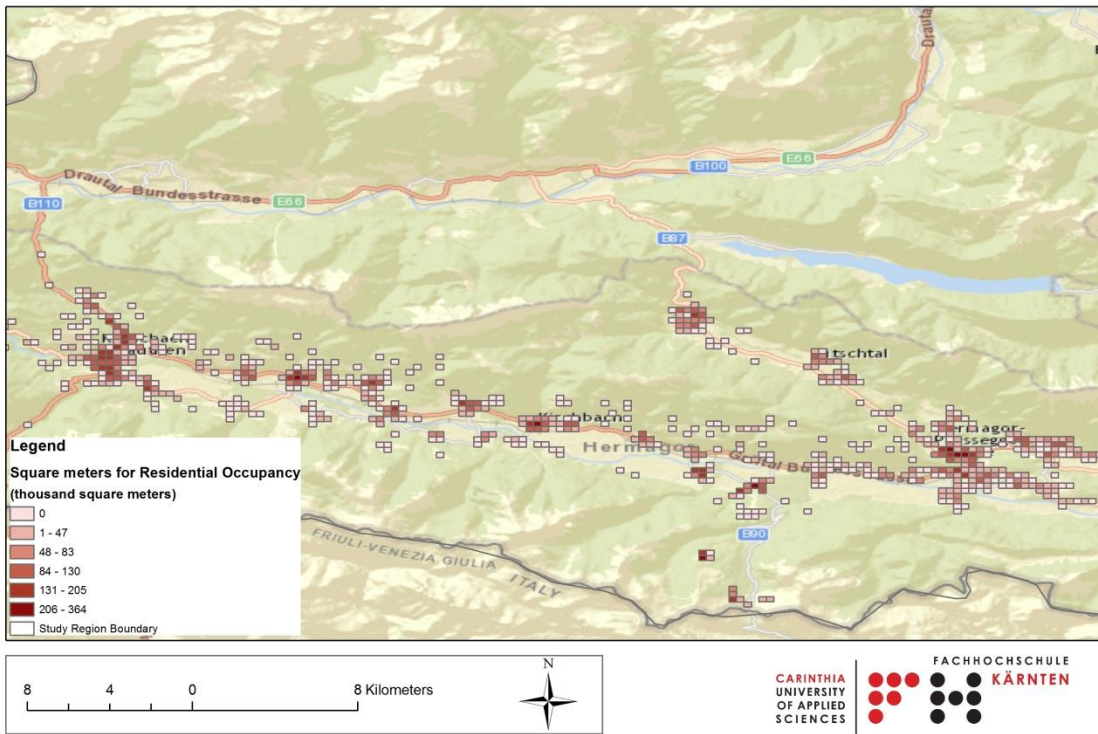 Drautal
Drautal Bundesstrasse
E66
B100
E66
B110
B87
Kirchbach
Hermagor
Gailtal
B90
FRIULI-VENEZIA GIULIA
ITALY
Legend
Square meters for Residential Occupancy
(thousand square meters)
0
1 - 47
48 - 83
84 - 130
131 - 205
206 - 364
Study Region Boundary
8 4 0 8 Kilometers
N
CARINTHIA
UNIVERSITY
OF APPLIED
SCIENCES
FACHHOCHSCHULE
KÄRNTEN
FH